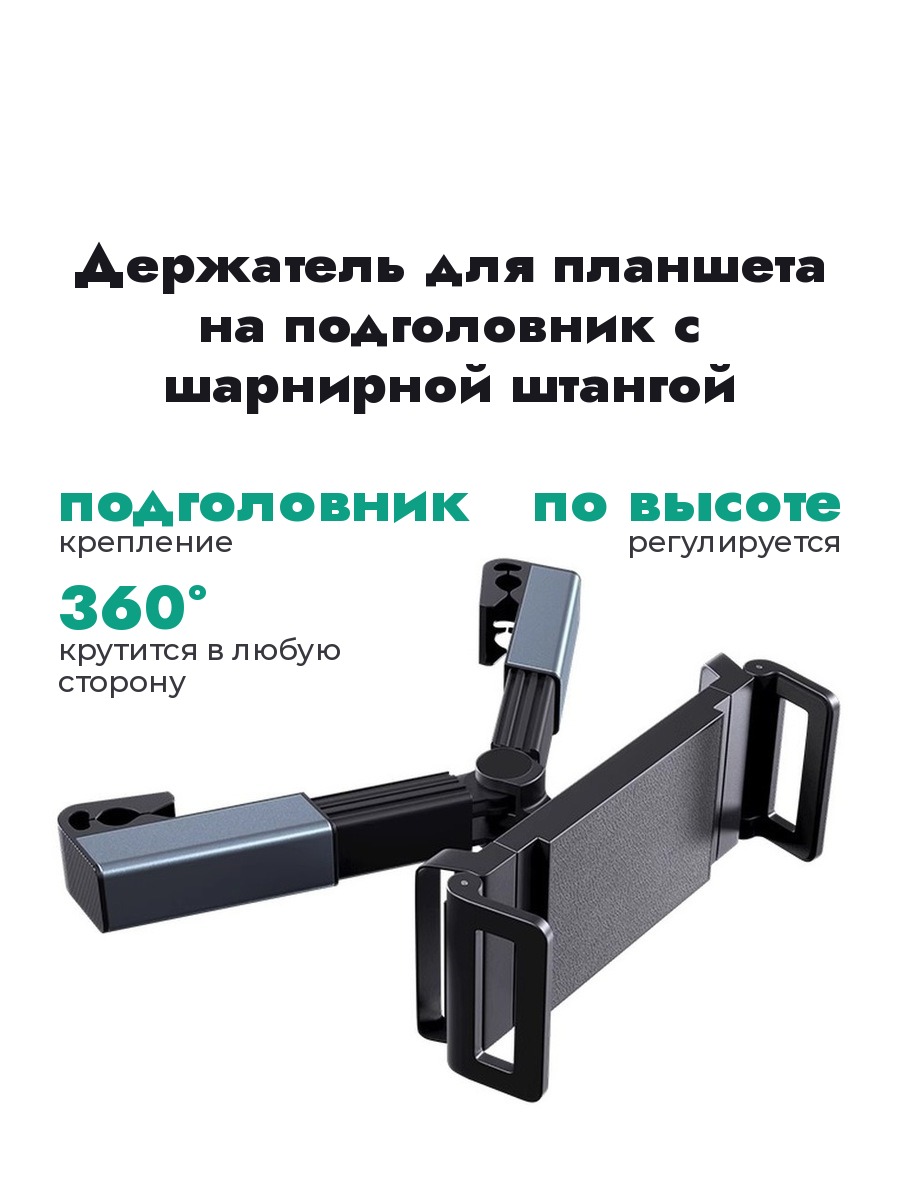 Держатель для планшета
на подголовник с
шарнирной штангой
подголовник
крепление
по высоте
регулируется
360°
крутится в любую
сторону